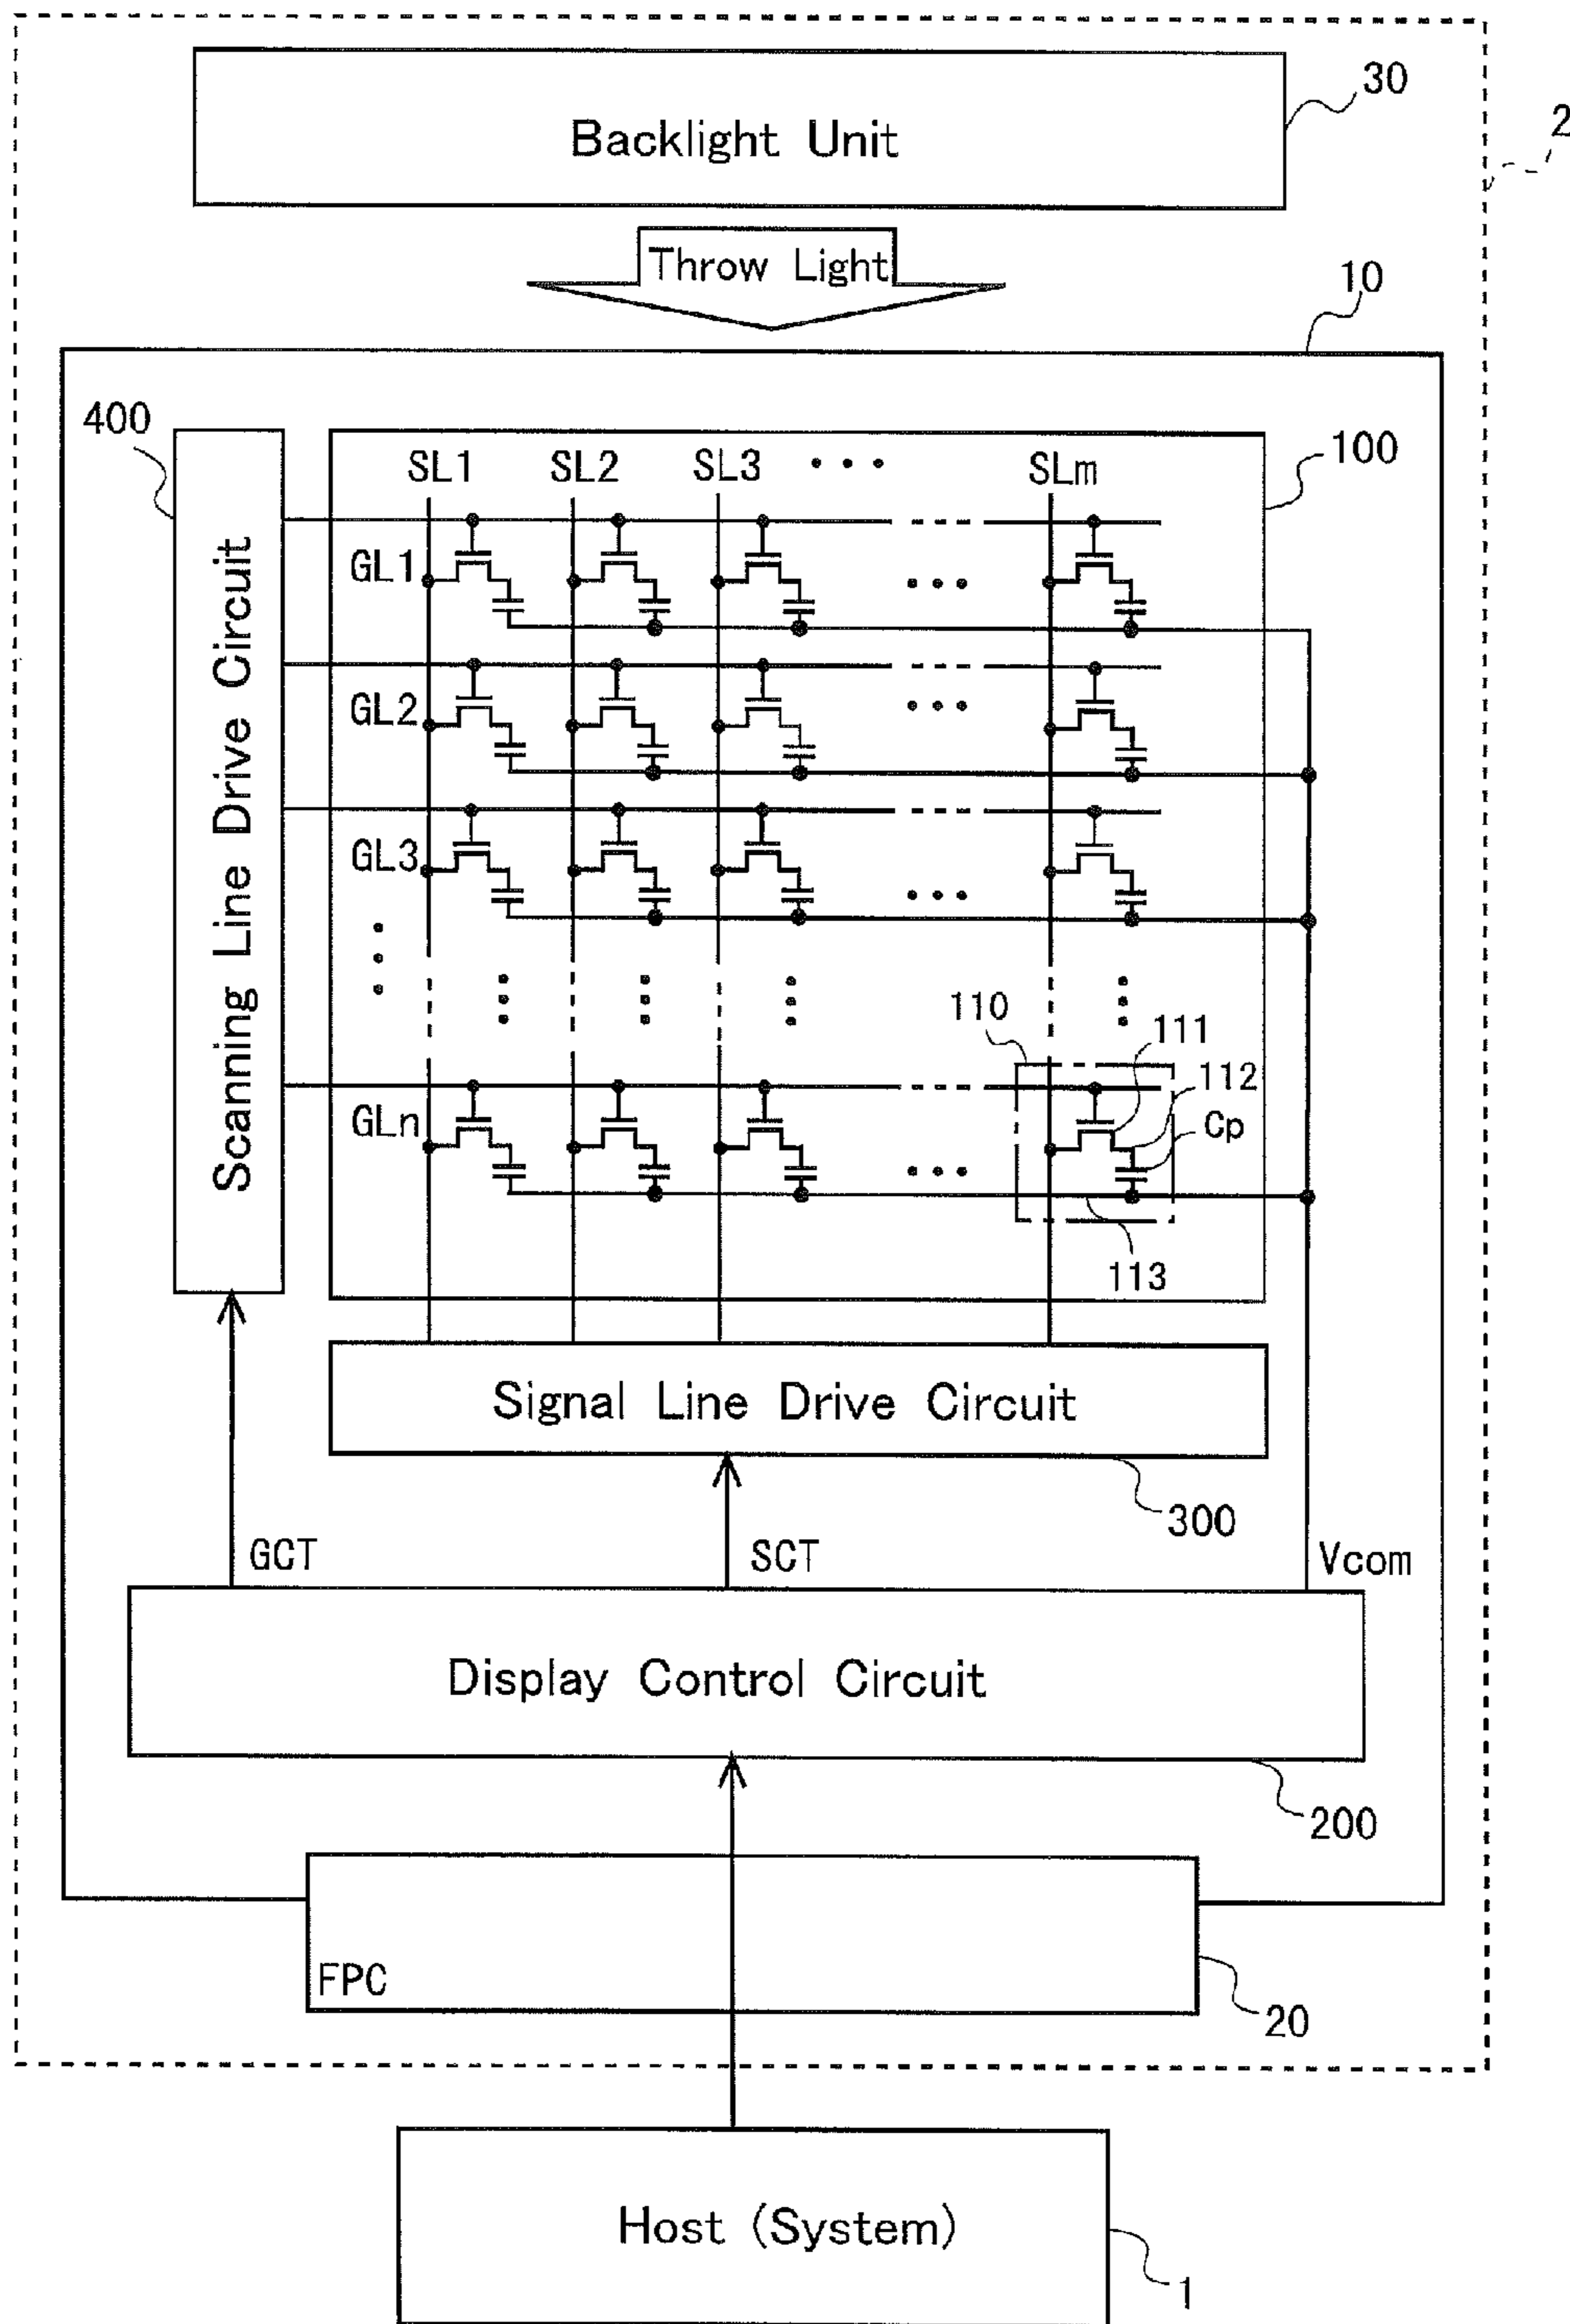 Backlight Unit
30
2
Throw Light
10
400
100
SL1 SL2 SL3 ••• SLm
Scanning Line Drive Circuit
GL1
GL2
GL3
110
111
112
GLn
Cp
113
Signal Line Drive Circuit
300
GCT
SCT
Vcom
Display Control Circuit
200
FPC
20
Host (System)
1